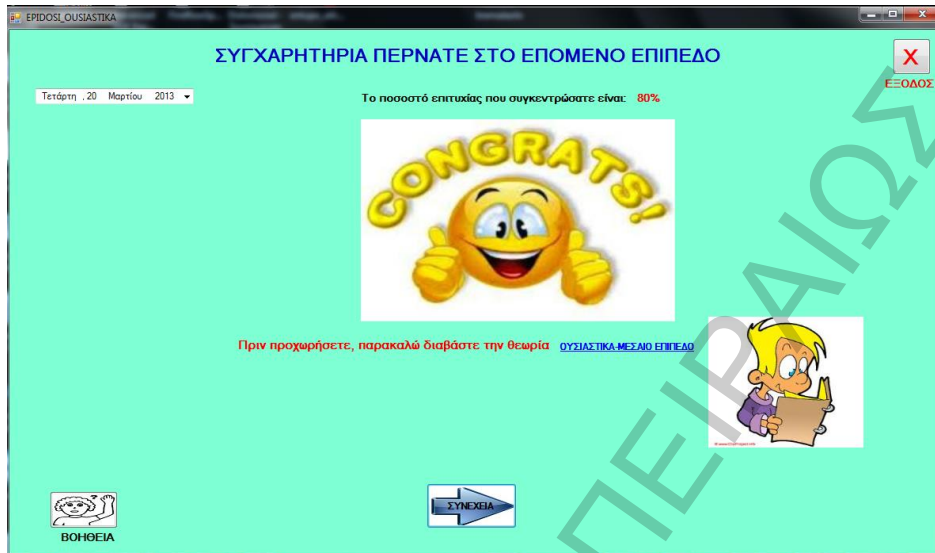 EPIDOSI_OUSIASTIKA
ΣΥΓΧΑΡΗΤΗΡΙΑ ΠΕΡΝΑΤΕ ΣΤΟ ΕΠΟΜΕΝΟ ΕΠΙΠΕΔΟ
X
ΕΞΟΔΟΣ
Τετάρτη , 20 Μαρτίου 2013
Το ποσοστό επιτυχίας που συγκεντρώσατε είναι: 80%
CONGRATS!
Πριν προχωρήσετε, παρακαλώ διαβάστε την θεωρία ΟΥΣΙΑΣΤΙΚΑ-ΜΕΣΑΙΟ ΕΠΙΠΕΔΟ
ΣΥΝΕΧΕΙΑ
ΒΟΗΘΕΙΑ
ΠΕΙΡΑΙΩΣ